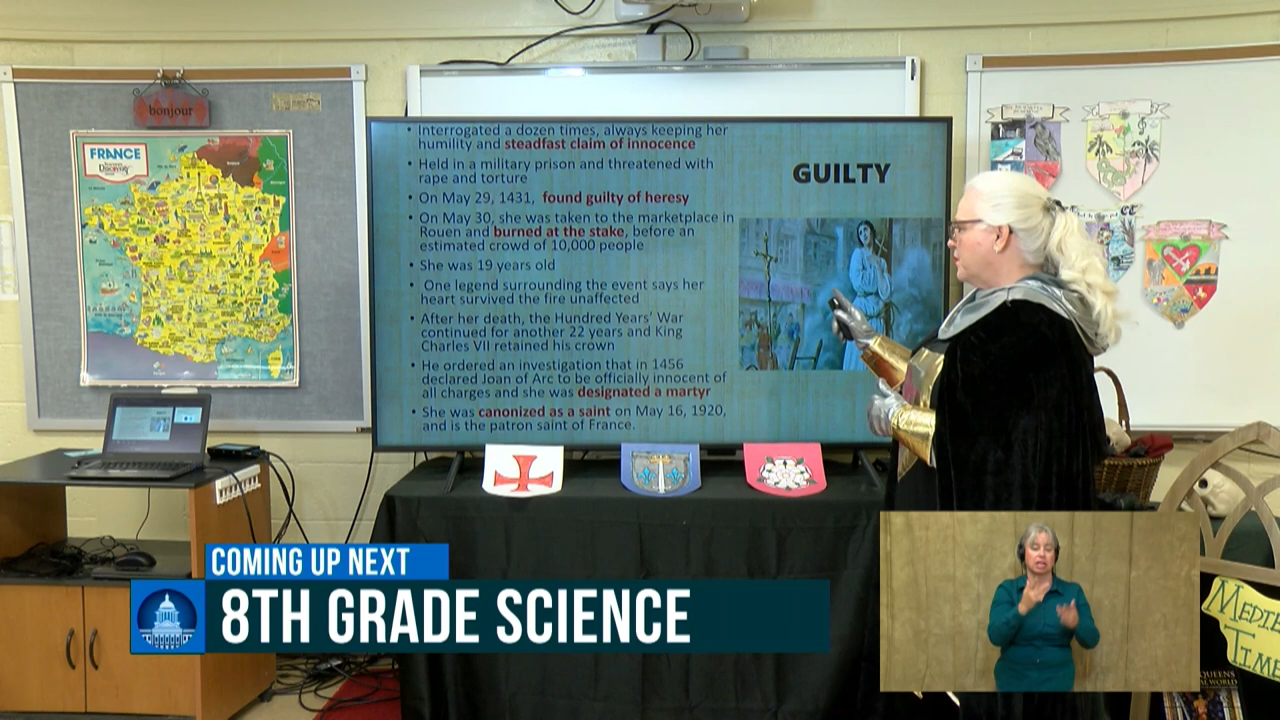 bonjour
FRANCE
Discovery
• Interrogated a dozen times, always keeping her
humility and steadfast claim of innocence
• Held in a military prison and threatened with
rape and torture
• On May 29, 1431, found guilty of heresy
• On May 30, she was taken to the marketplace in
Rouen and burned at the stake, before an
estimated crowd of 10,000 people
• She was 19 years old
• One legend surrounding the event says her
heart survived the fire unaffected
• After her death, the Hundred Years' War
continued for another 22 years and King
Charles VII retained his crown
• He ordered an investigation that in 1456
declared Joan of Arc to be officially innocent of
all charges and she was designated a martyr
• She was canonized as a saint on May 16, 1920,
and is the patron saint of France.
GUILTY
COMING UP NEXT
8TH GRADE SCIENCE
MEDIE
TIME
QUEENS
WORLD